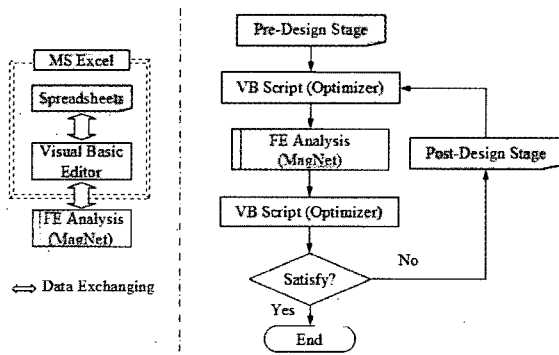 MS Excel
Spreadsheets
Visual Basic
Editor
FE Analysis
(MagNet)
Data Exchanging
Pre-Design Stage
VB Script (Optimizer)
FE Analysis
(MagNet)
Post-Design Stage
VB Script (Optimizer)
Satisfy?
No
Yes
End